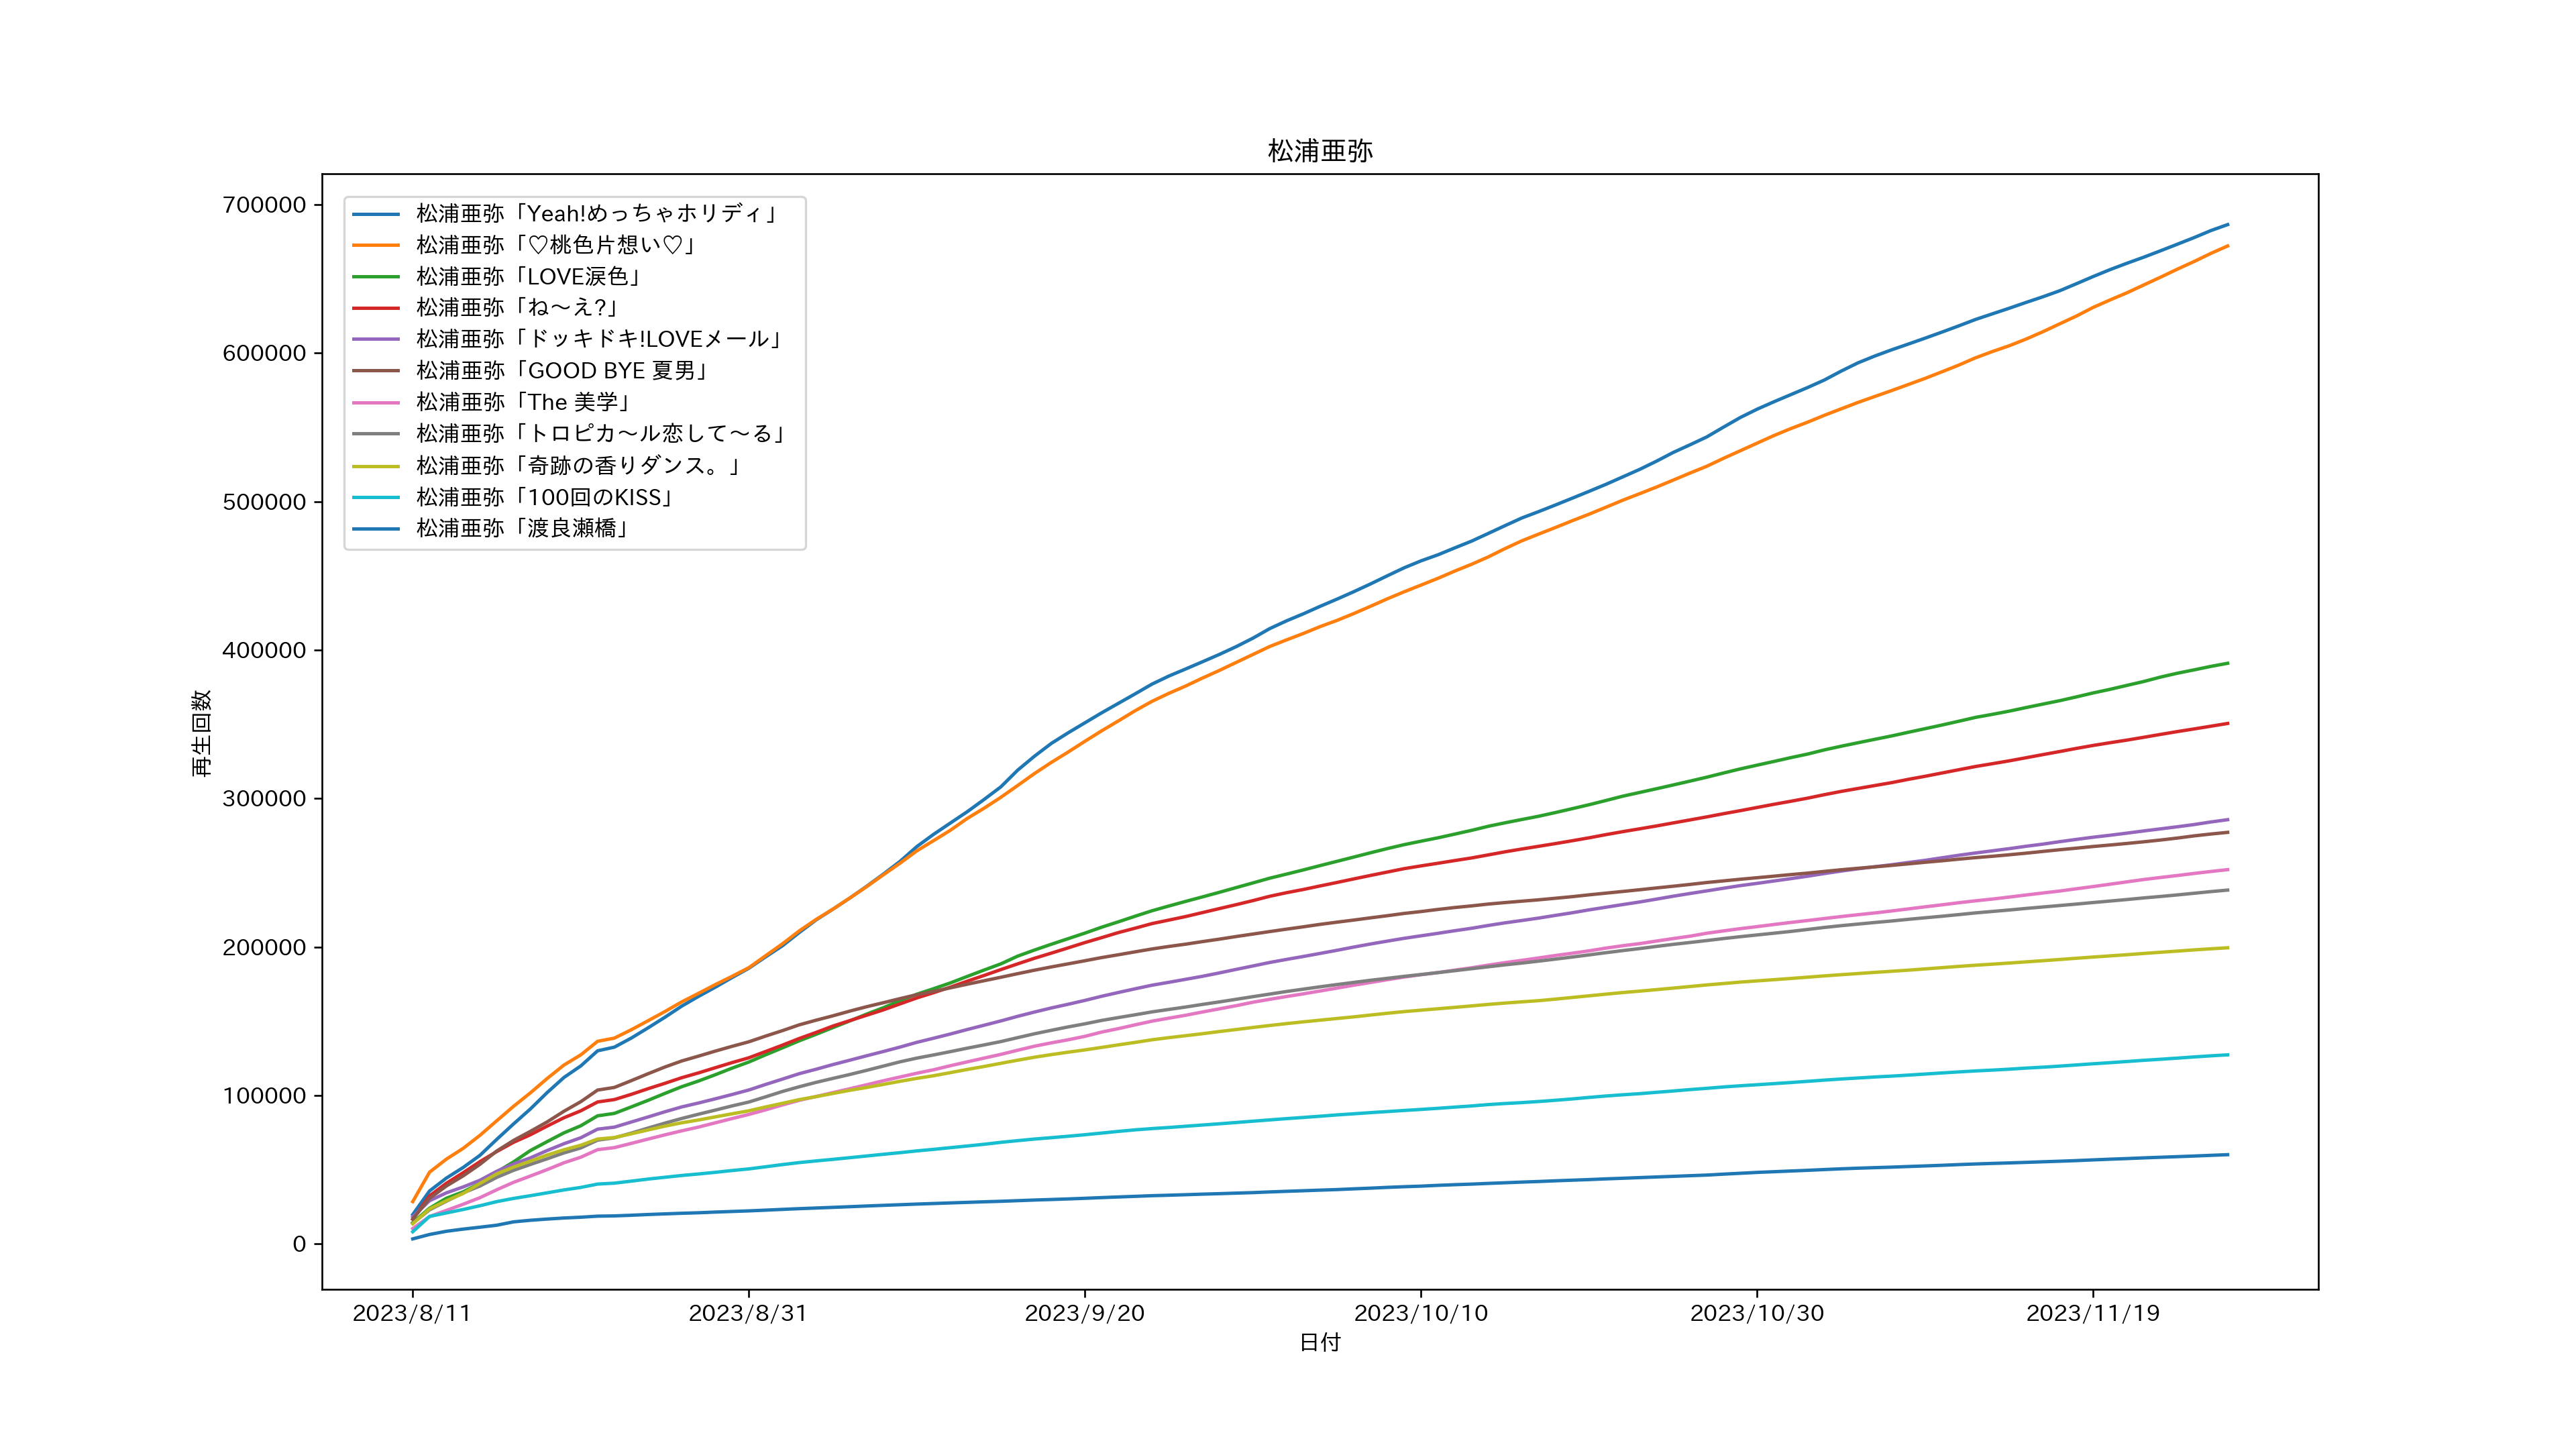 松浦亜弥
700000
600000
500000
400000
300000
200000
100000
0
再生回数
松浦亜弥「Yeah!めっちゃホリディ」
松浦亜弥「♡桃色片想い♡」
松浦亜弥「LOVE涙色」
松浦亜弥「ね〜え?」
松浦亜弥「ドッキドキ!LOVEメール」
松浦亜弥「GOOD BYE 夏男」
松浦亜弥「The 美学」
松浦亜弥「トロピカ〜ル恋して〜る」
松浦亜弥「奇跡の香りダンス。」
松浦亜弥「100回のKISS」
松浦亜弥「渡良瀬橋」
2023/8/11
2023/8/31
2023/9/20
2023/10/10
2023/10/30
2023/11/19
日付